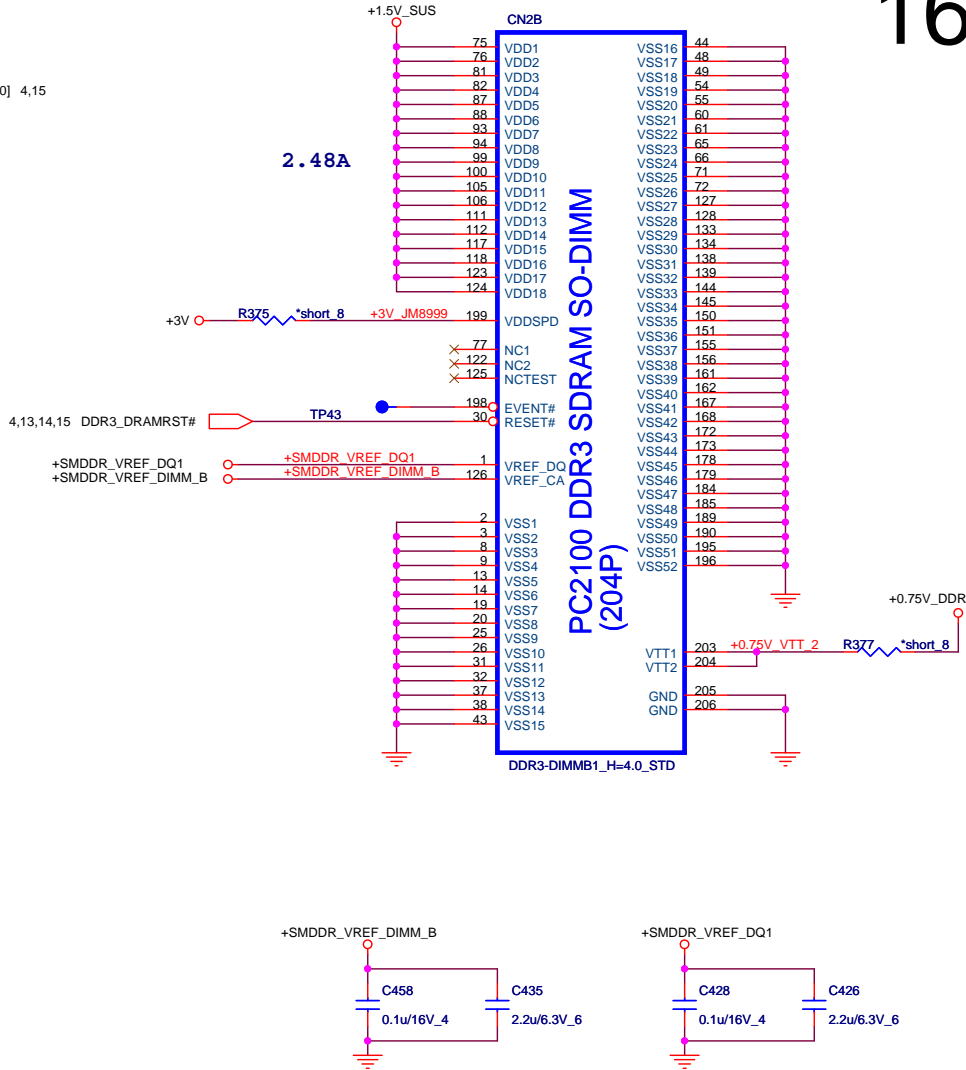 16
+1.5V_SUS
CN2B
0] 4,15
2.48A
75 VDD1 VSS16 44
76 VDD2 VSS17 48
81 VDD3 VSS18 49
82 VDD4 VSS19 54
87 VDD5 VSS20 55
88 VDD6 VSS21 60
93 VDD7 VSS22 61
94 VDD8 VSS23 65
99 VDD9 VSS24 66
100 VDD10 VSS25 71
105 VDD11 VSS26 72
106 VDD12 VSS27 127
111 VDD13 VSS28 128
112 VDD14 VSS29 133
117 VDD15 VSS30 134
118 VDD16 VSS31 138
123 VDD17 VSS32 139
124 VDD18 VSS33 144
VSS34 145
+3V R375 *short_8 +3V_JM8999 199 VDDSPD VSS35 150
VSS36 151
77 NC1 VSS37 155
122 NC2 VSS38 156
125 NCTEST VSS39 161
VSS40 162
198 EVENT# VSS41 167
4,13,14,15 DDR3_DRAMRST# TP43 30 RESET# VSS42 168
VSS43 172
VSS44 173
+SMDDR_VREF_DQ1 +SMDDR_VREF_DQ1 1 VREF_DQ VSS45 178
+SMDDR_VREF_DIMM_B +SMDDR_VREF_DIMM_B 126 VREF_CA VSS46 179
VSS47 184
VSS48 185
2 VSS1 VSS49 189
3 VSS2 VSS50 190
8 VSS3 VSS51 195
9 VSS4 VSS52 196
13 VSS5
14 VSS6
19 VSS7
20 VSS8
25 VSS9
26 VSS10
31 VSS11
32 VSS12
37 VSS13
38 VSS14
43 VSS15
PC2100 DDR3 SDRAM SO-DIMM
(204P)
+0.75V_DDR
VTT1 203 +0.75V_VTT_2 R377 *short_8
VTT2 204
GND 205
GND 206
DDR3-DIMMB1_H=4.0_STD
+SMDDR_VREF_DIMM_B
C458
0.1u/16V_4
C435
2.2u/6.3V_6
+SMDDR_VREF_DQ1
C428
0.1u/16V_4
C426
2.2u/6.3V_6